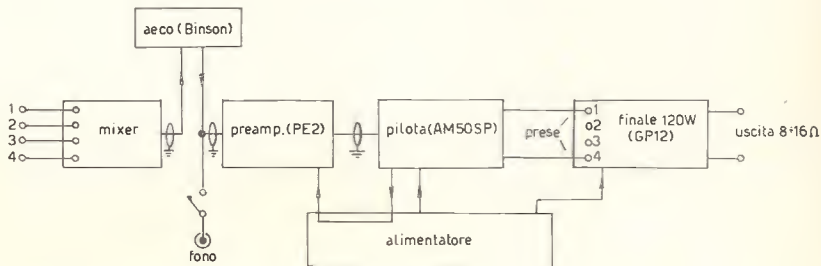 aeco (Binson)
1
2
3
4
mixer
preamp. (PE2)
pilota (AM50SP)
prese
1
2
3
4
finale 120W
(GP12)
uscita 8÷16Ω
fono
alimentatore